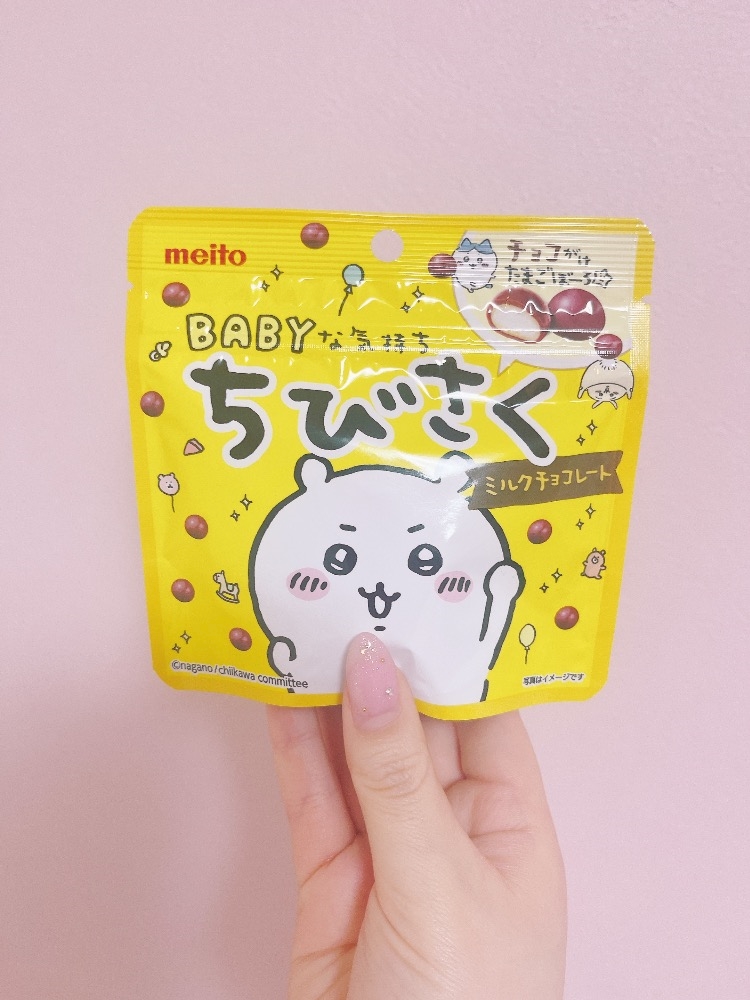 meito
チョコがけ
たまごぼーろ
BABYな気持ち
ちびさく
ミルクチョコレート
©nagano / chiikawa committee
写真はイメージです